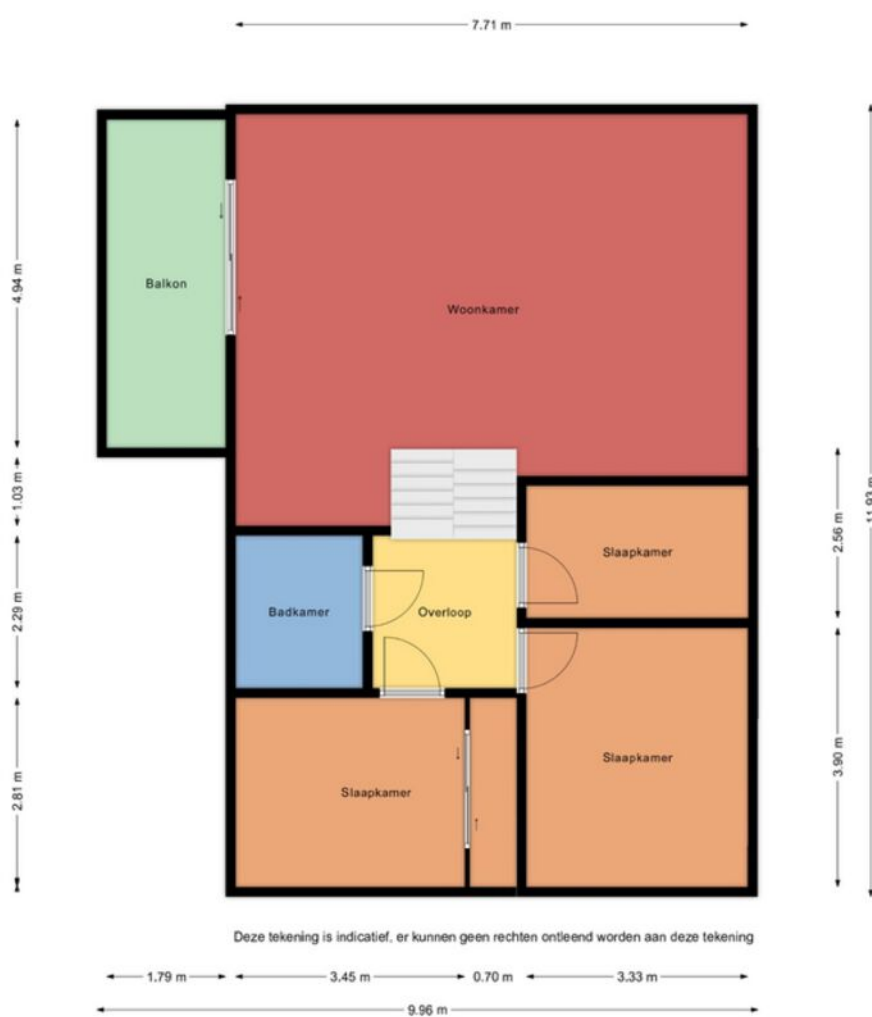 7.71 m
Balkon
Woonkamer
4.94 m
1.03 m
2.29 m
2.81 m
11.93 m
2.56 m
3.90 m
Slaapkamer
Badkamer
Overloop
Slaapkamer
Slaapkamer
Deze tekening is indicatief, er kunnen geen rechten ontleend worden aan deze tekening
1.79 m
3.45 m
0.70 m
3.33 m
9.96 m